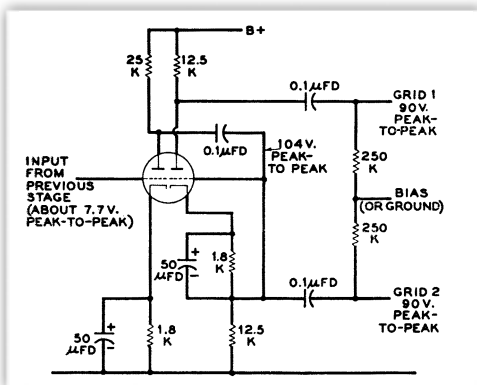 B+
25
K
12.5
K
0.1µFD
GRID 1
90V.
PEAK-
TO-PEAK
0.1µFD
104V.
PEAK-
TO PEAK
INPUT
FROM
PREVIOUS
STAGE
(ABOUT 7.7V.
PEAK-TO-PEAK)
250
K
BIAS
(OR GROUND)
250
K
50
µFD
+
-
1.8
K
0.1µFD
GRID 2
90V.
PEAK-
TO-PEAK
50
µFD
+
-
1.8
K
12.5
K